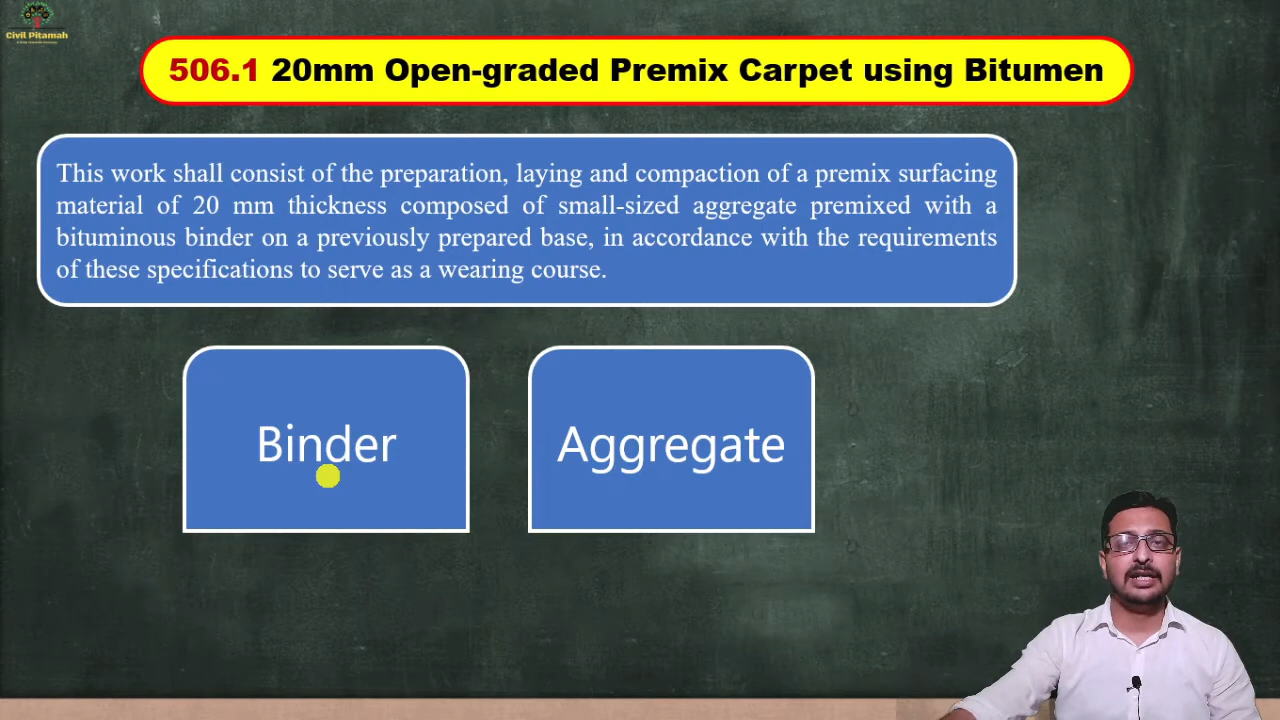 Civil Pitamah
506.1 20mm Open-graded Premix Carpet using Bitumen
This work shall consist of the preparation, laying and compaction of a premix surfacing
material of 20 mm thickness composed of small-sized aggregate premixed with a
bituminous binder on a previously prepared base, in accordance with the requirements
of these specifications to serve as a wearing course.
Binder
Aggregate